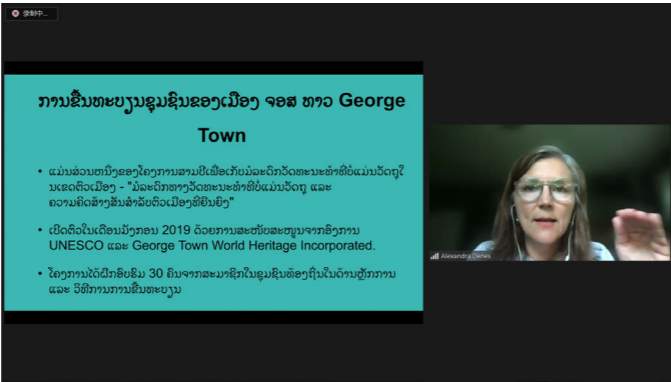 录制中...
ການຂຶ້ນທະບຽນຊຸມຊົນຂອງເມືອງ ຈອສ ທາວ George
Town
• ແມ່ນສ່ວນຫນຶ່ງຂອງໂຄງການສາມປີເພື່ອເກັບມໍລະດົກວັດທະນະທຳທີ່ບໍ່ແມ່ນວັດຖຸໃ
ນເຂດຕົວເມືອງ - "ມໍລະດົກທາງວັດທະນະທຳທີ່ບໍ່ແມ່ນວັດຖຸ ແລະ
ຄວາມຄິດສ້າງສັນສຳລັບຕົວເມືອງທີ່ຍືນຍົງ"
• ເປີດຕົວໃນເດືອນມັງກອນ 2019 ດ້ວຍການສະໜັບສະໜູນຈາກອົງການ
UNESCO ແລະ George Town World Heritage Incorporated.
• ໂຄງການໄດ້ຝຶກອົບຮົມ 30 ຄົນຈາກສະມາຊິກໃນຊຸມຊົນທ້ອງຖິ່ນໃນດ້ານຫຼັກການ
ແລະ ວິທີການການຂຶ້ນທະບຽນ
Alexandra Denes